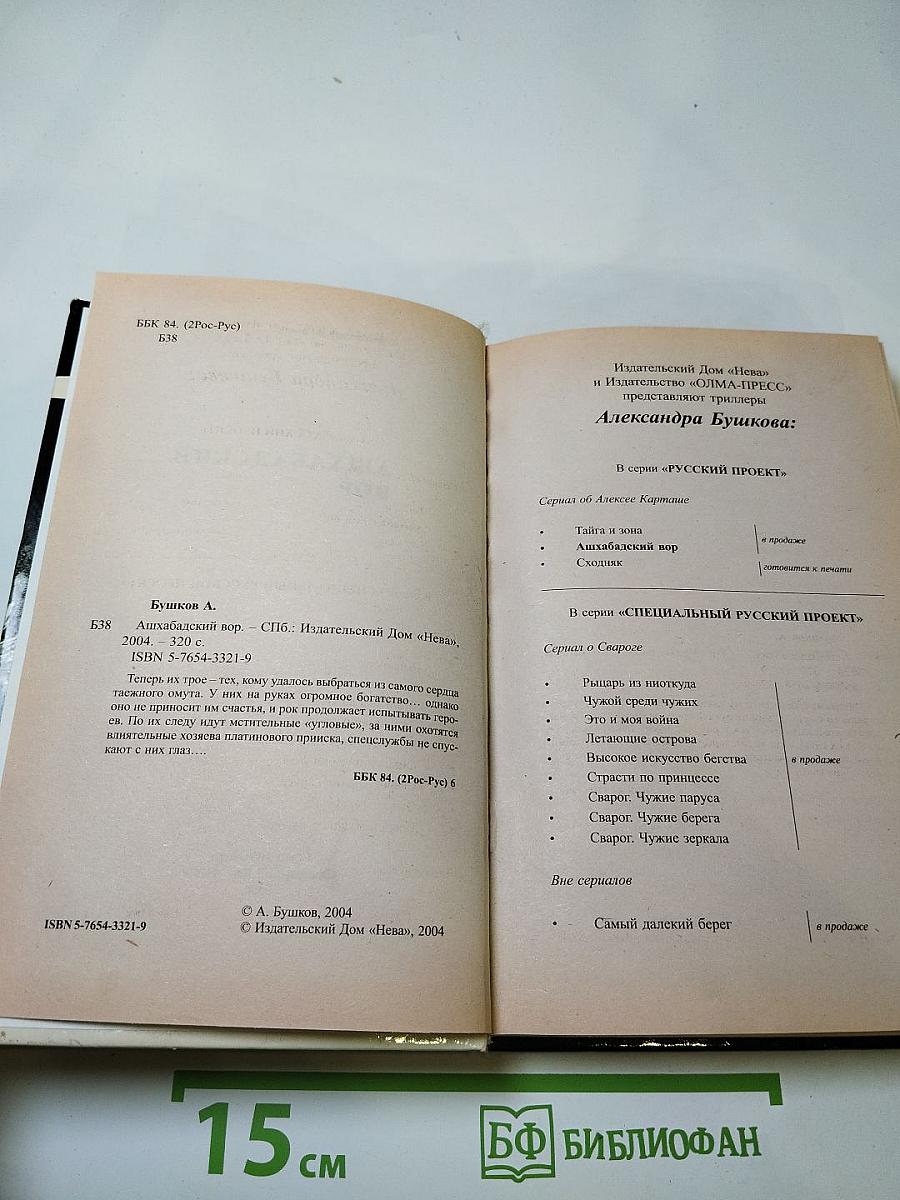 ББК 84. (2Рос-Рус)
Б38
Бушков А.
Б38 Ашхабадский вор. – СПб.: Издательский Дом «Нева»,
2004. – 320 с.
ISBN 5-7654-3321-9
Теперь их трое – тех, кому удалось выбраться из самого сердца
таежного омута. У них на руках огромное богатство… однако
оно не приносит им счастья, и рок продолжает испытывать геро-
ев. По их следу идут мстительные «угловые», за ними охотятся
влиятельные хозяева платинового прииска, спецслужбы не спус-
кают с них глаз….
ББК 84. (2Рос-Рус) 6
ISBN 5-7654-3321-9
© А. Бушков, 2004
© Издательский Дом «Нева», 2004
Издательский Дом «Нева»
и Издательство «ОЛМА-ПРЕСС»
представляют триллеры
Александра Бушкова:
В серии «РУССКИЙ ПРОЕКТ»
Сериал об Алексее Карташе
• Тайга и зона
• Ашхабадский вор
в продаже
• Сходняк
готовится к печати
В серии «СПЕЦИАЛЬНЫЙ РУССКИЙ ПРОЕКТ»
Сериал о Свароге
• Рыцарь из ниоткуда
• Чужой среди чужих
• Это и моя война
• Летающие острова
• Высокое искусство бегства
в продаже
• Страсти по принцессе
• Сварог. Чужие паруса
• Сварог. Чужие берега
• Сварог. Чужие зеркала
Вне сериалов
• Самый далекий берег
в продаже
15 см
БФ БИБЛИОФАН